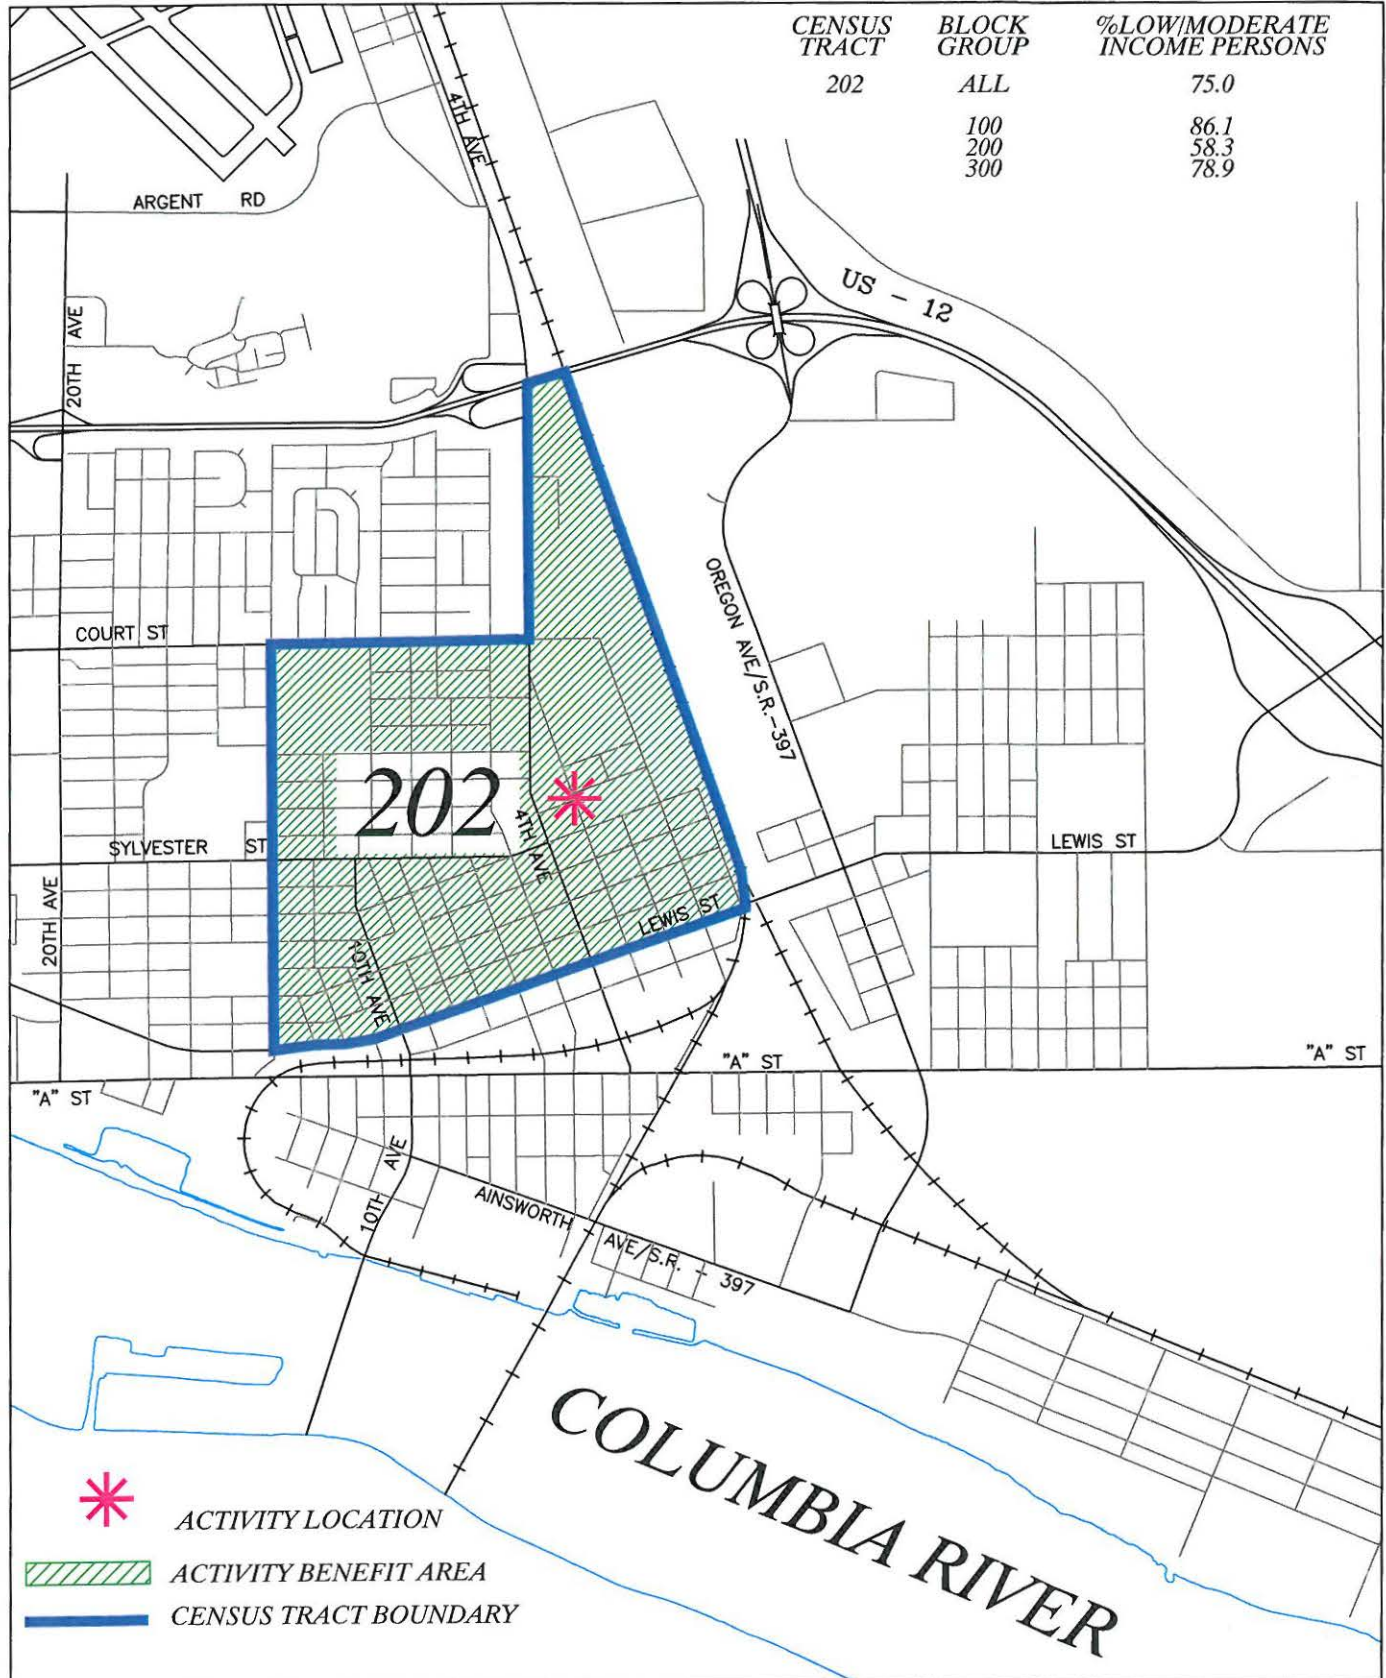 CENSUS BLOCK %LOW/MODERATE
TRACT GROUP INCOME PERSONS
202 ALL 75.0
100 86.1
200 58.3
300 78.9
4TH AVE
ARGENT RD
US - 12
20TH AVE
COURT ST
OREGON AVE/S.R.-397
202
4TH AVE
SYLVESTER ST
LEWIS ST
20TH AVE
LEWIS ST
10TH AVE
"A" ST
"A" ST
"A" ST
10TH AVE
AINSWORTH AVE/S.R. - 397
COLUMBIA RIVER
ACTIVITY LOCATION
ACTIVITY BENEFIT AREA
CENSUS TRACT BOUNDARY